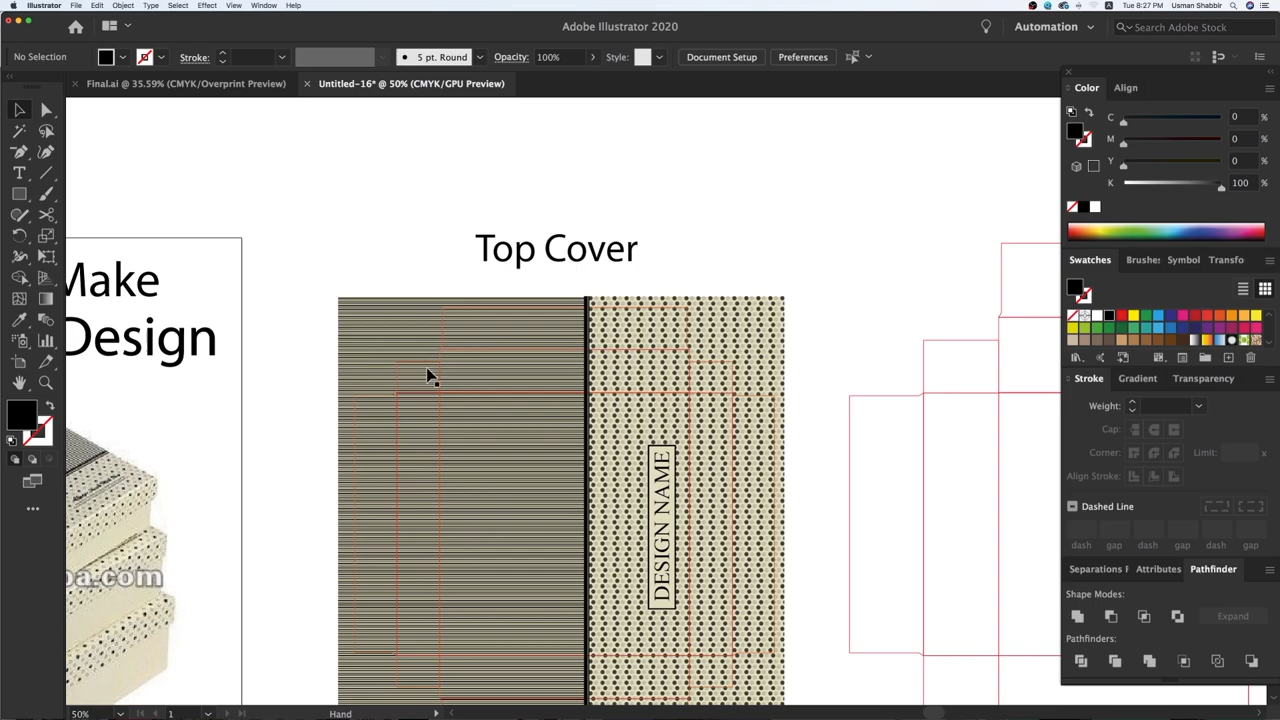 Illustrator File Edit Object Type Select Effect View Window Help
Tue 8:27 PM Usman Shabbir
Adobe Illustrator 2020
Automation
Search Adobe Stock
No Selection
Stroke:
5 pt. Round
Opacity: 100%
Style:
Document Setup
Preferences
Final.ai @ 35.59% (CMYK/Overprint Preview)
Untitled-16* @ 50% (CMYK/GPU Preview)
Color Align
C 0 %
M 0 %
Y 0 %
K 100 %
Top Cover
Make
Design
DESIGN NAME
pa.com
Swatches Brushes Symbol Transfo
Stroke Gradient Transparency
Weight:
Cap:
Corner: Limit: x
Align Stroke:
Dashed Line
dash gap dash gap dash gap
Separations Attributes Pathfinder
Shape Modes:
Expand
Pathfinders:
50% 1 Hand